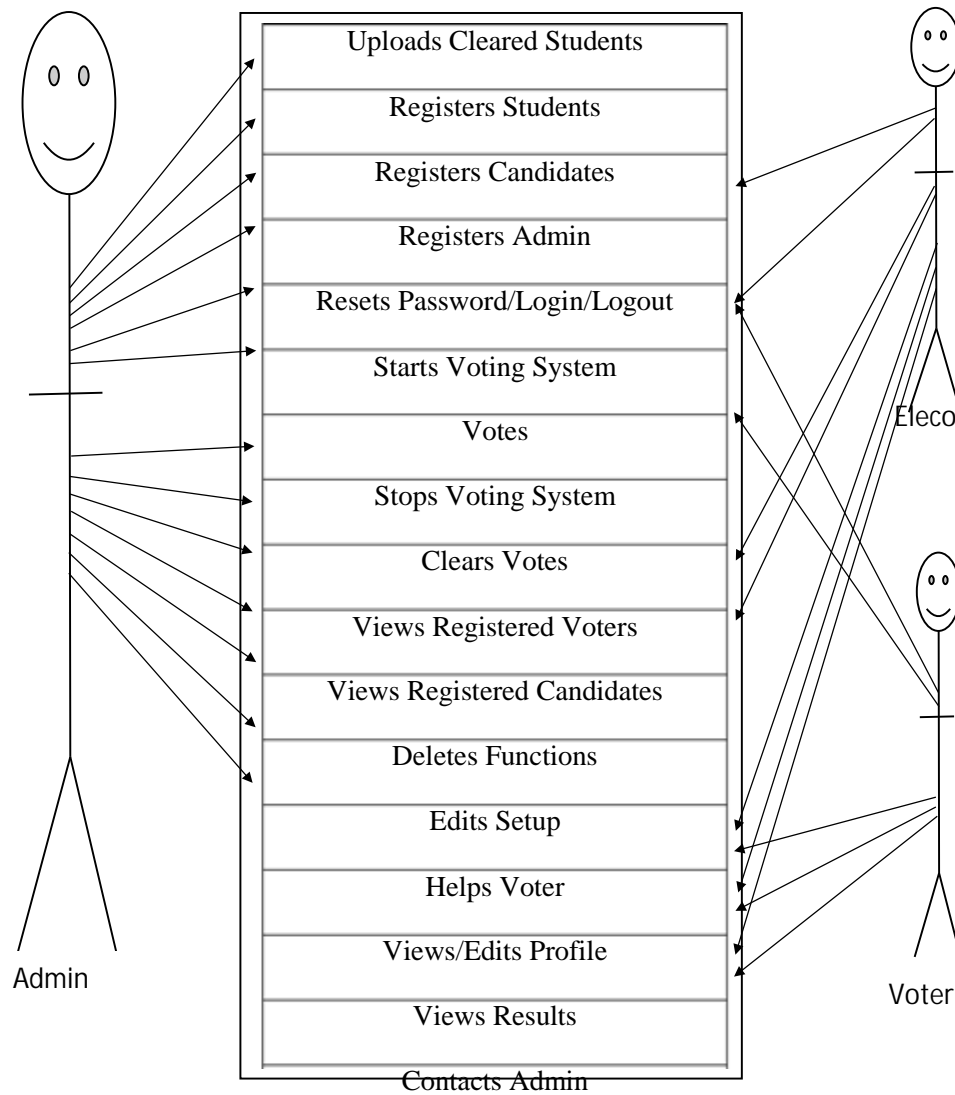 Uploads Cleared Students
Registers Students
Registers Candidates
Registers Admin
Resets Password/Login/Logout
Starts Voting System
Votes
Stops Voting System
Clears Votes
Views Registered Voters
Views Registered Candidates
Deletes Functions
Edits Setup
Helps Voter
Views/Edits Profile
Views Results
Contacts Admin
Admin
Eleco
Voter